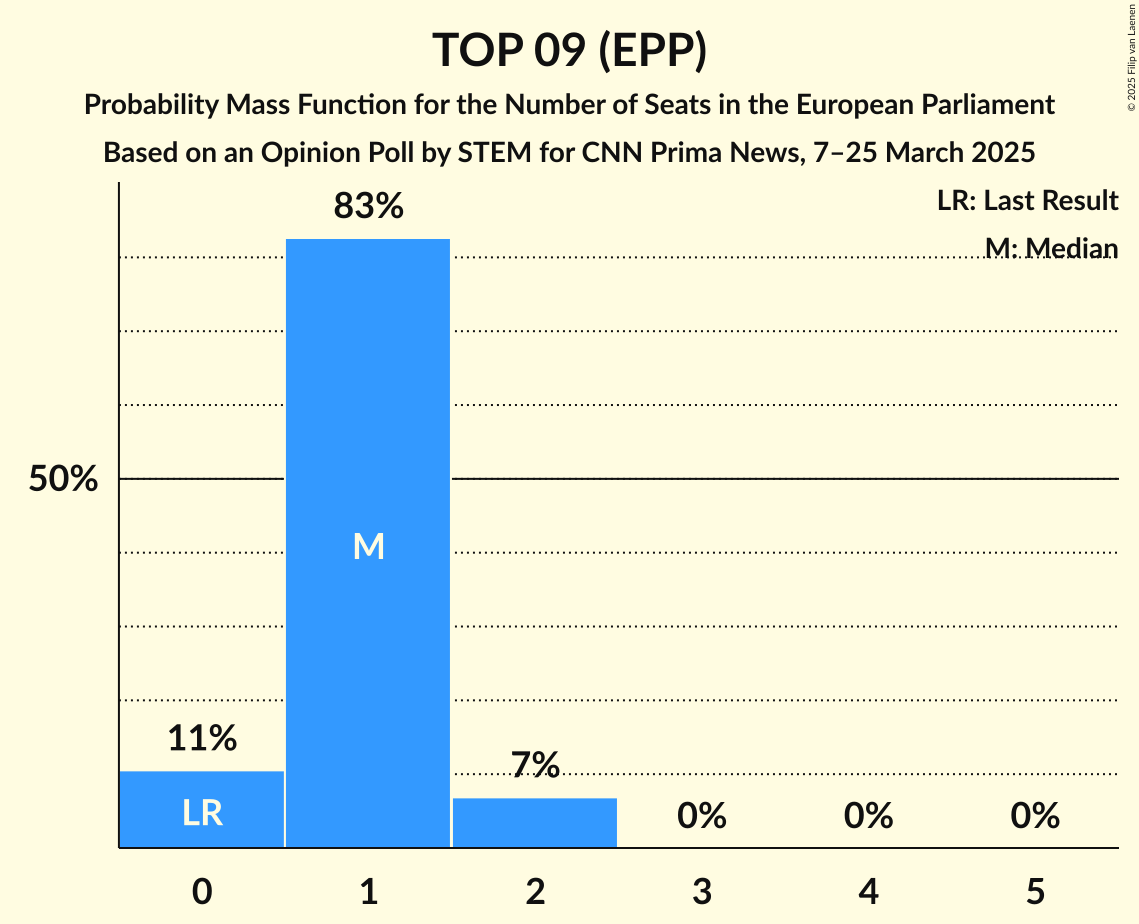 TOP 09 (EPP)
Probability Mass Function for the Number of Seats in the European Parliament
Based on an Opinion Poll by STEM for CNN Prima News, 7–25 March 2025
© 2025 Filip van Laenen
LR: Last Result
M: Median
83%
50%
M
11%
7%
LR
0%
0%
0%
0
1
2
3
4
5